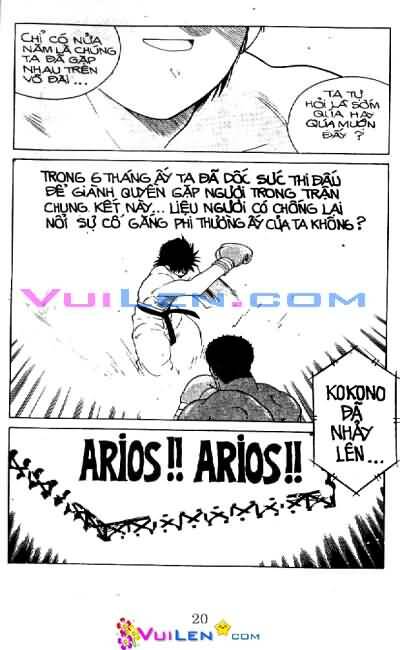 CHỈ CÓ NỬA
NĂM LÀ CHÚNG
TA ĐÃ GẶP
NHAU TRÊN
VÕ ĐÀI...
TA TỰ
HỎI LÀ SỚM
QUÁ HAY
QUÁ MUỘN
ĐẤY ?
TRONG 6 THÁNG ẤY TA ĐÃ DỐC SỨC THI ĐẤU
ĐỂ GIÀNH QUYỀN GẶP NGƯƠI TRONG TRẬN
CHUNG KẾT NÀY... LIỆU NGƯƠI CÓ CHỐNG LẠI
NỔI SỰ CỐ GẮNG PHI THƯỜNG ẤY CỦA TA KHÔNG?
VUILEN.COM
KOKONO
ĐÃ
NHẢY
LÊN...
ARIOS!! ARIOS!!
20
VUILEN.COM